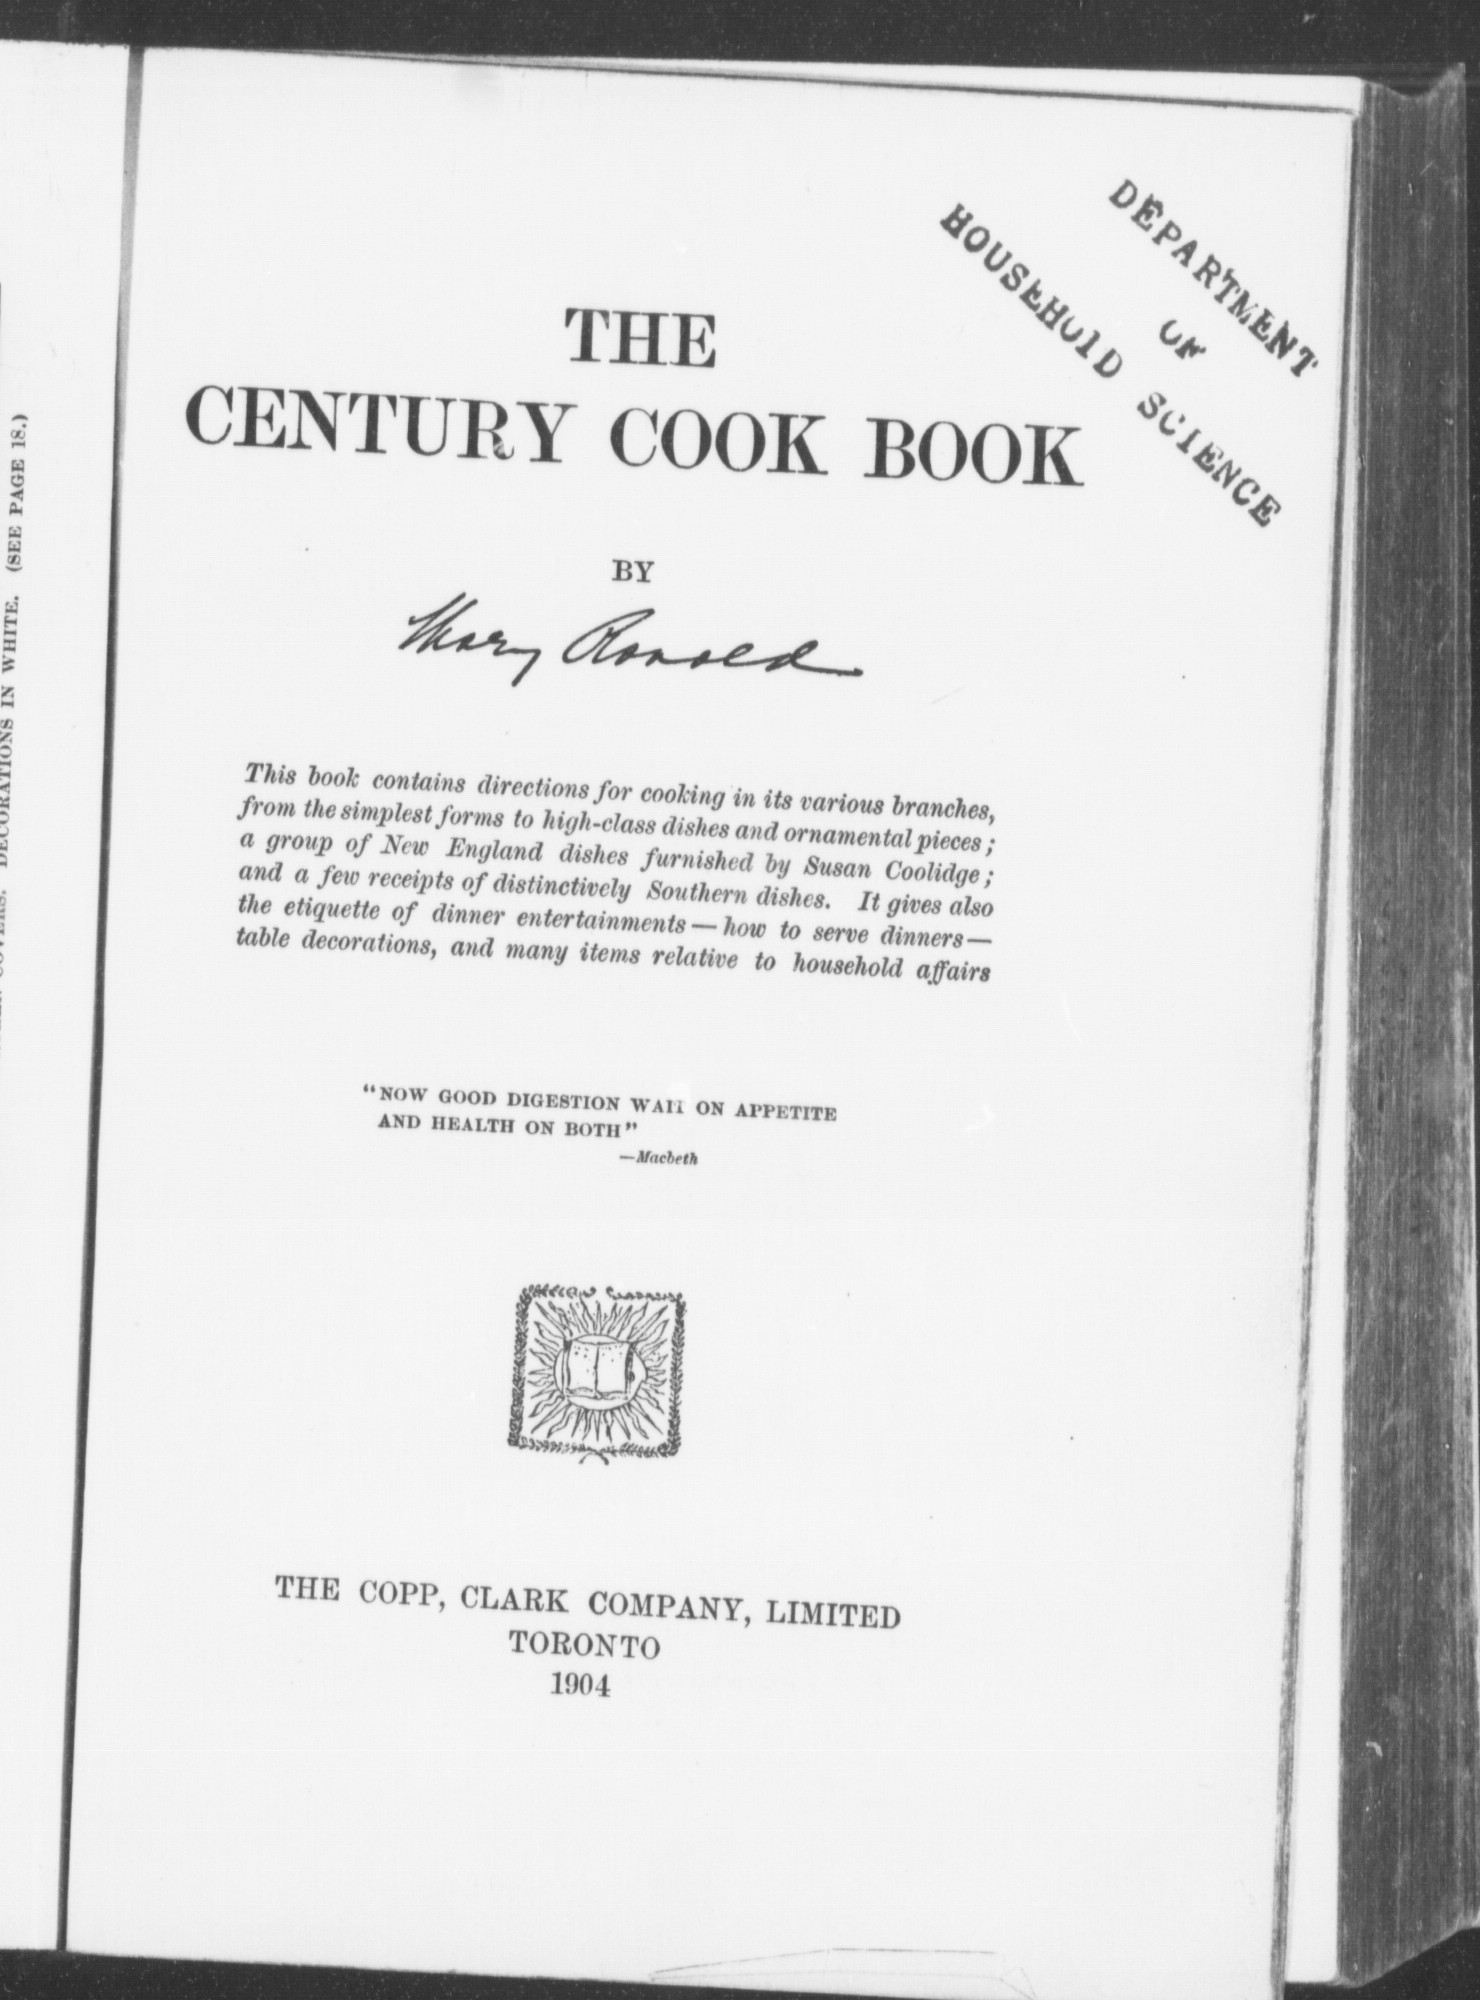 DECORATIONS IN WHITE. (SEE PAGE 18.)
DEPARTMENT
OF
HOUSEHOLD SCIENCE
THE
CENTURY COOK BOOK
BY
Mary Ronald
This book contains directions for cooking in its various branches,
from the simplest forms to high-class dishes and ornamental pieces;
a group of New England dishes furnished by Susan Coolidge;
and a few receipts of distinctively Southern dishes. It gives also
the etiquette of dinner entertainments—how to serve dinners—
table decorations, and many items relative to household affairs
"NOW GOOD DIGESTION WAIT ON APPETITE
AND HEALTH ON BOTH"
—Macbeth
THE COPP, CLARK COMPANY, LIMITED
TORONTO
1904